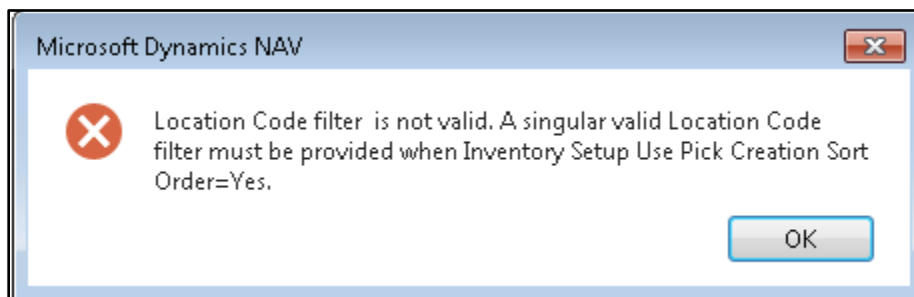 Microsoft Dynamics NAV
Location Code filter  is not valid. A singular valid Location Code
filter must be provided when Inventory Setup Use Pick Creation Sort
Order=Yes.
OK